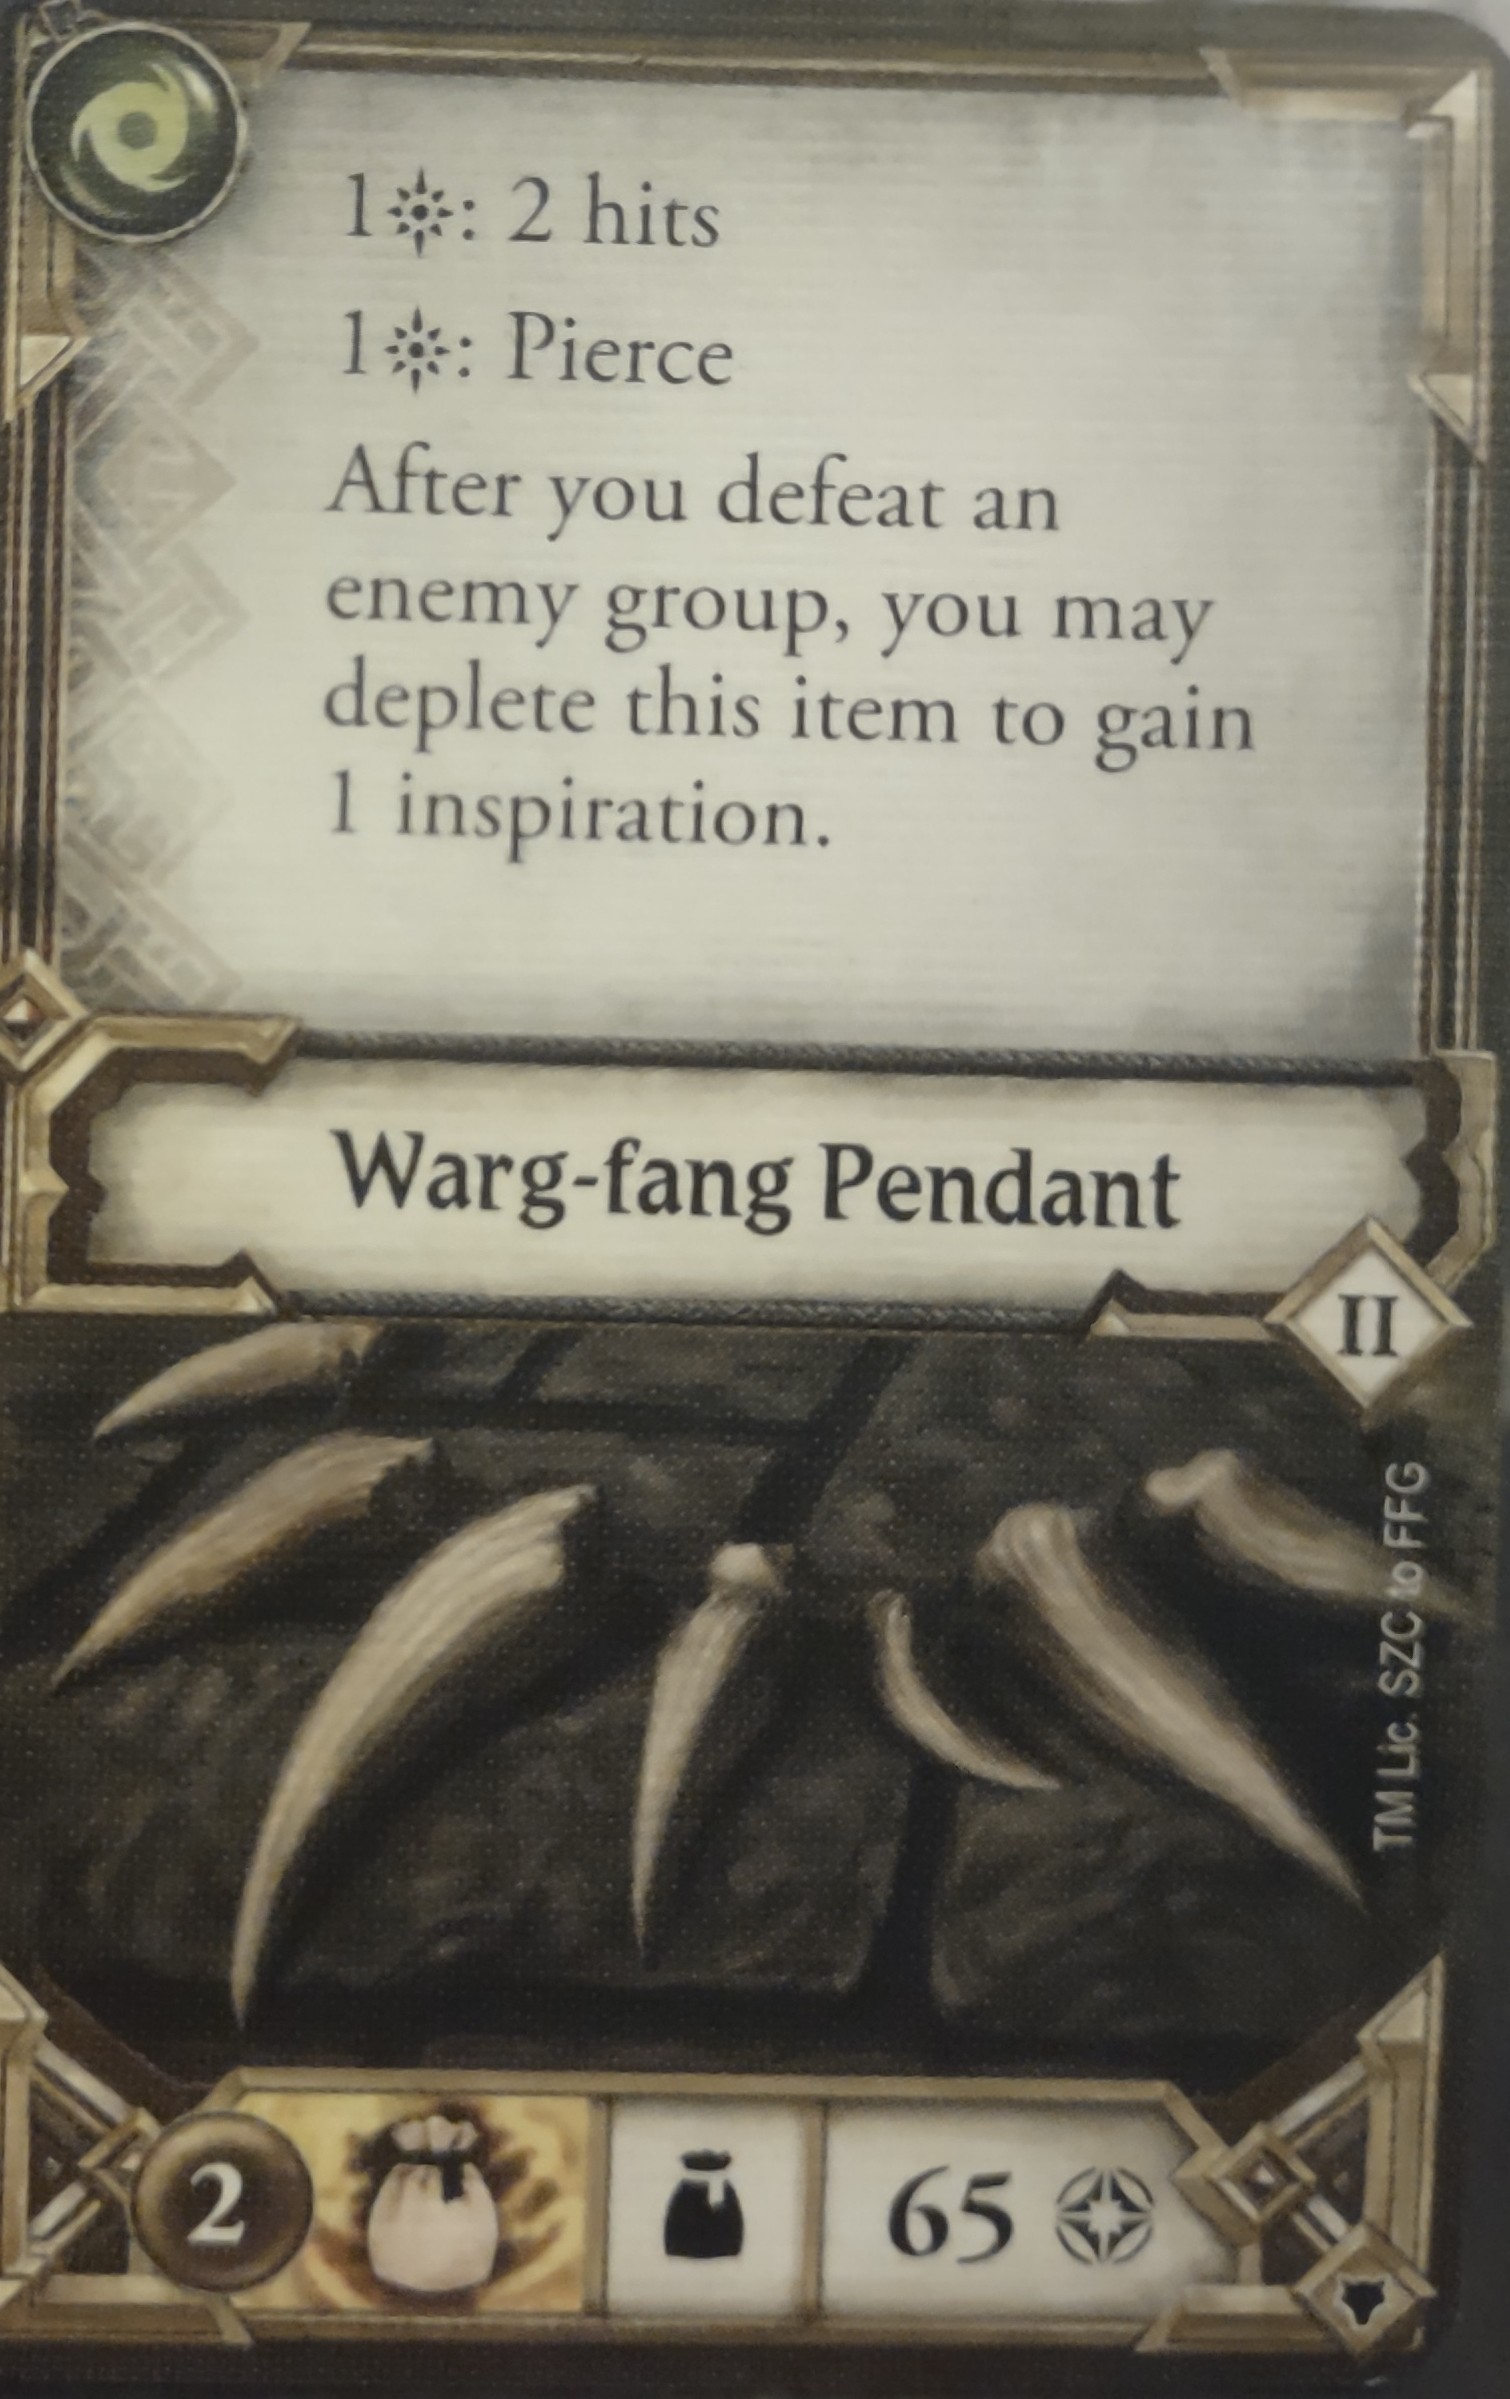 1: 2 hits
1: Pierce
After you defeat an
enemy group, you may
deplete this item to gain
1 inspiration.
Warg-fang Pendant
II
TM Lic. SZC to FFG
2
65